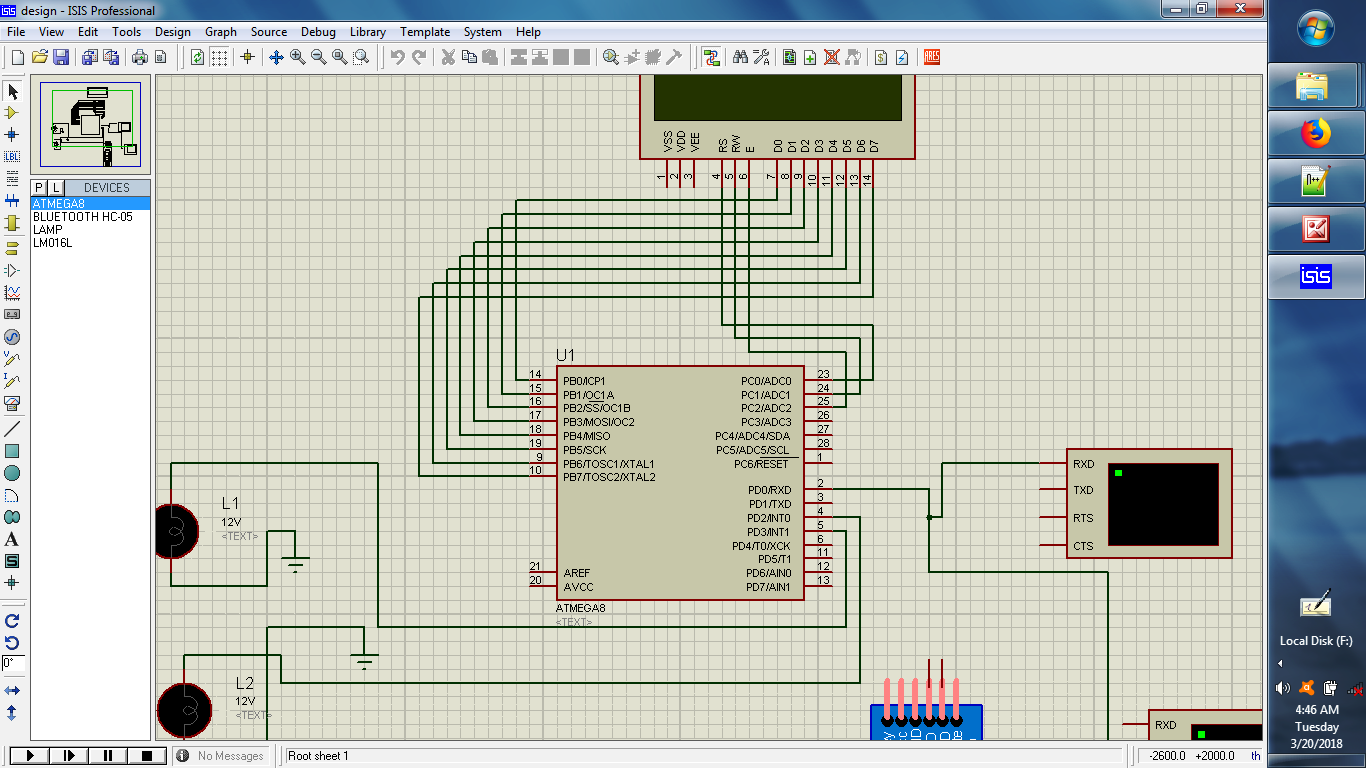 design - ISIS Professional
File View Edit Tools Design Graph Source Debug Library Template System Help
ARES
LBL
P L DEVICES
ATMEGA8
BLUETOOTH HC-05
LAMP
LM016L
A
S
0°
VSS VDD VEE RS RW E D0 D1 D2 D3 D4 D5 D6 D7
1 2 3 4 5 6 7 8 9 10 11 12 13 14
U1
14 PB0/ICP1
15 PB1/OC1A
16 PB2/SS/OC1B
17 PB3/MOSI/OC2
18 PB4/MISO
19 PB5/SCK
9 PB6/TOSC1/XTAL1
10 PB7/TOSC2/XTAL2
21 AREF
20 AVCC
PC0/ADC0 23
PC1/ADC1 24
PC2/ADC2 25
PC3/ADC3 26
PC4/ADC4/SDA 27
PC5/ADC5/SCL 28
PC6/RESET 1
PD0/RXD 2
PD1/TXD 3
PD2/INT0 4
PD3/INT1 5
PD4/T0/XCK 6
PD5/T1 11
PD6/AIN0 12
PD7/AIN1 13
ATMEGA8
<TEXT>
L1
12V
<TEXT>
L2
12V
<TEXT>
RXD
TXD
RTS
CTS
RXD
No Messages
Root sheet 1
-2600.0 +2000.0 th
isis
Local Disk (F:)
4:46 AM
Tuesday
3/20/2018